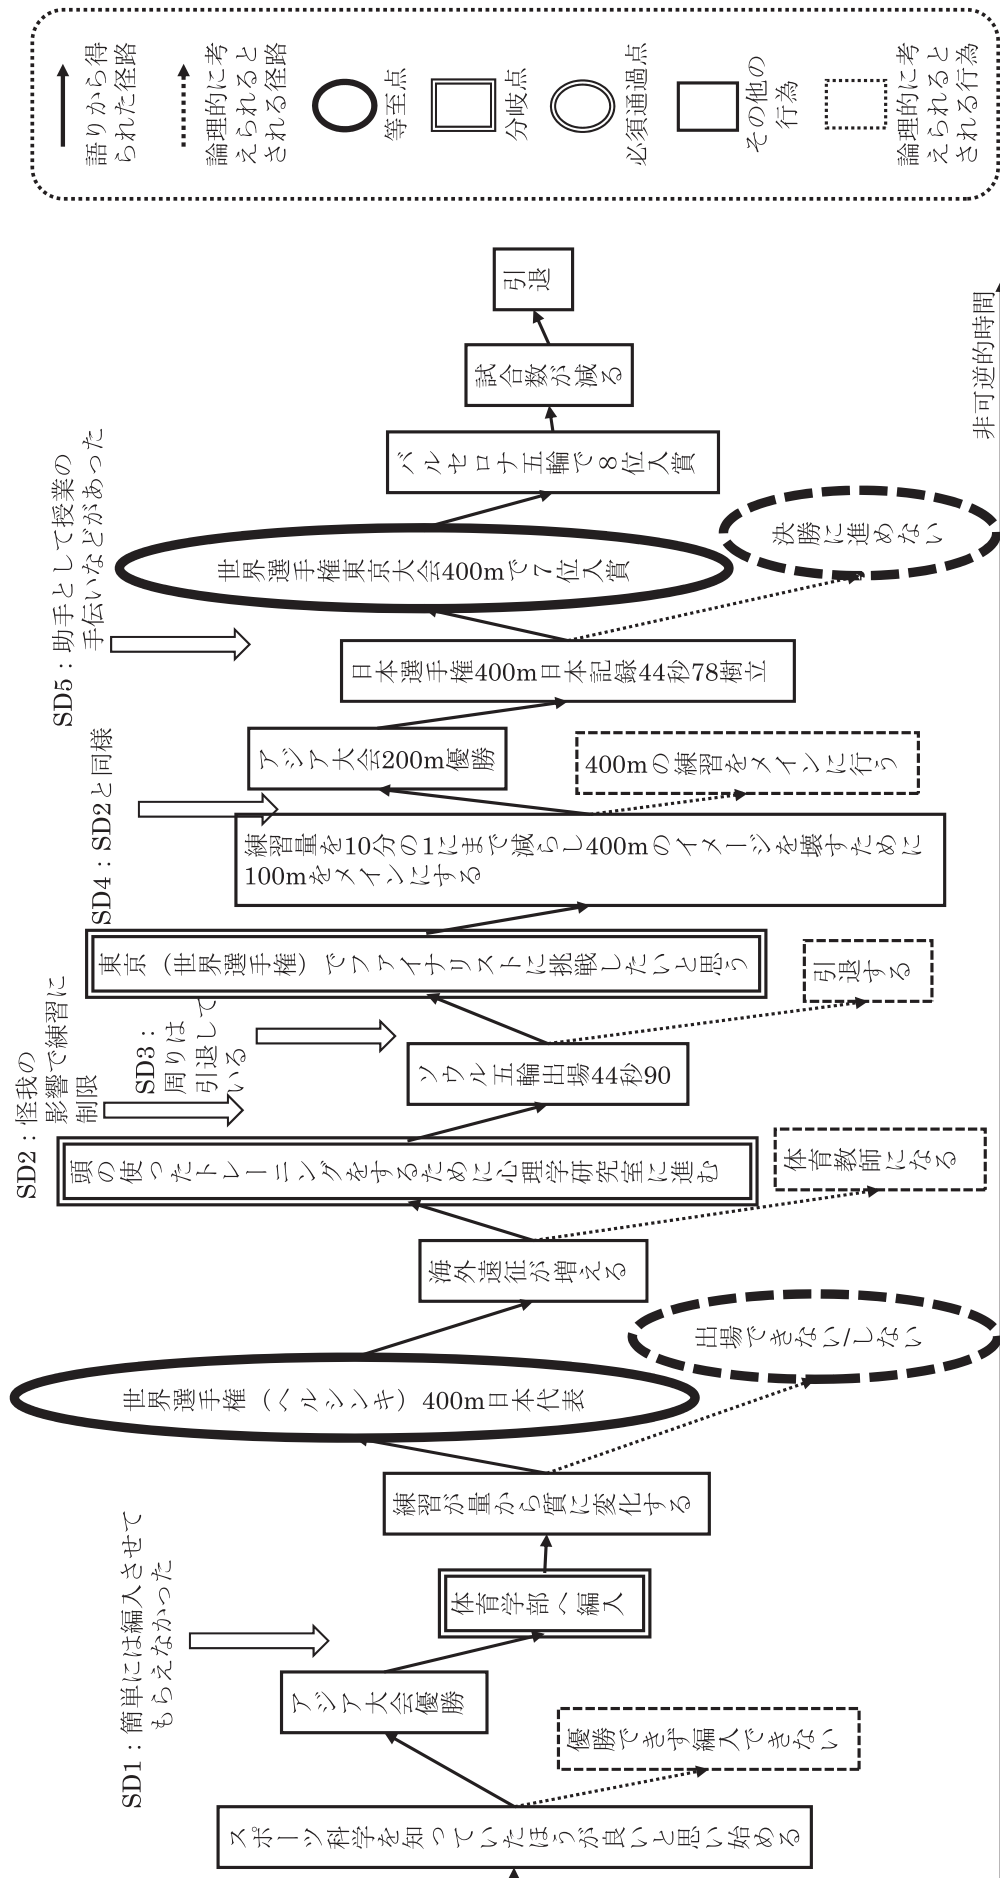 スポーツ科学を知っていたほうが良いと思い始める
優勝できず編入できない
アジア大会優勝
SD1：簡単には編入させて
もらえなかった
体育学部へ編入
練習が量から質に変化する
世界選手権（ヘルシンキ）400m日本代表
出場できない/しない
海外遠征が増える
体育教師になる
頭の使ったトレーニングをするために心理学研究室に進む
SD2：怪我の
影響で練習に
制限
ソウル五輪出場44秒90
SD3：
周りは
引退して
いる
引退する
東京（世界選手権）でファイナリストに挑戦したいと思う
練習量を10分の1にまで減らし400mのイメージを壊すために
100mをメインにする
SD4：SD2と同様
400mの練習をメインに行う
アジア大会200m優勝
日本選手権400m日本記録44秒78樹立
SD5：助手として授業の
手伝いなどがあった
世界選手権東京大会400mで7位入賞
決勝に進めない
バルセロナ五輪で8位入賞
試合数が減る
引退
非可逆的時間
語りから得
られた径路
論理的に考
えられると
される径路
等至点
分岐点
必須通過点
その他の
行為
論理的に考
えられると
される行為